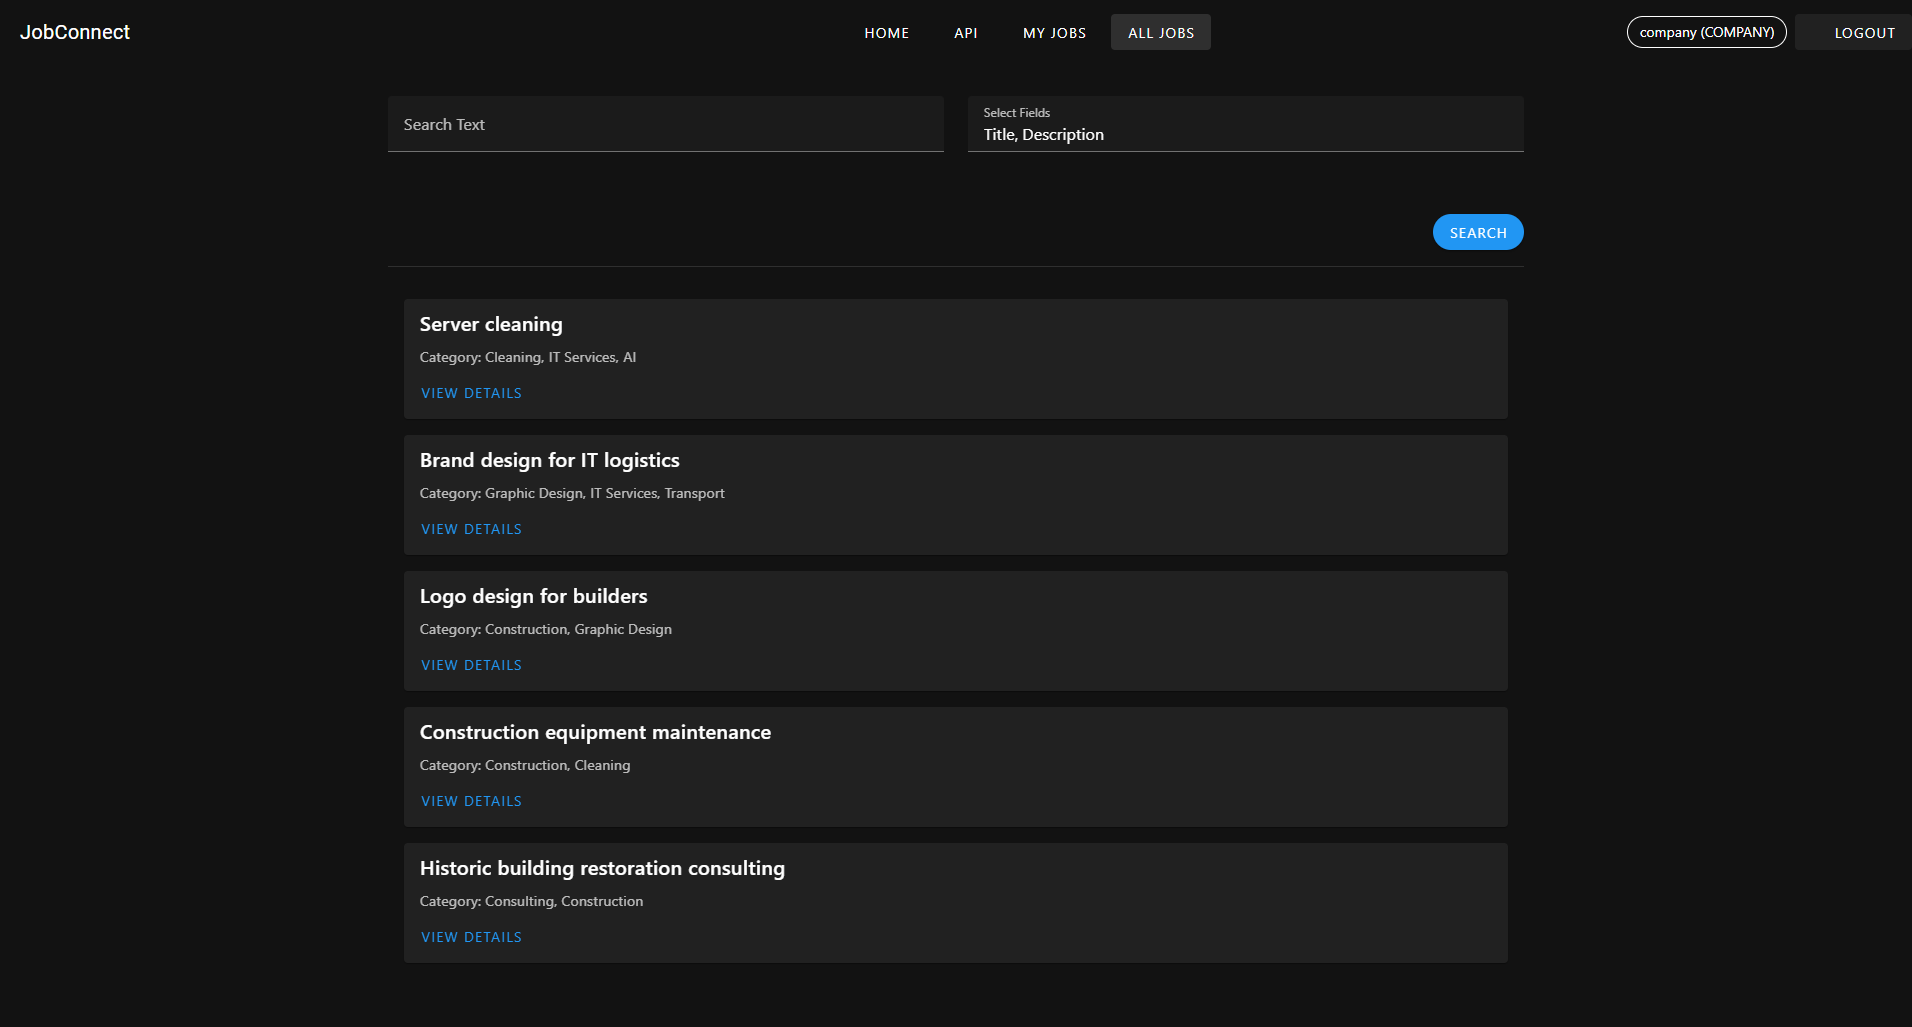 JobConnect
HOME
API
MY JOBS
ALL JOBS
company (COMPANY)
LOGOUT
Search Text
Select Fields
Title, Description
SEARCH
Server cleaning
Category: Cleaning, IT Services, AI
VIEW DETAILS
Brand design for IT logistics
Category: Graphic Design, IT Services, Transport
VIEW DETAILS
Logo design for builders
Category: Construction, Graphic Design
VIEW DETAILS
Construction equipment maintenance
Category: Construction, Cleaning
VIEW DETAILS
Historic building restoration consulting
Category: Consulting, Construction
VIEW DETAILS